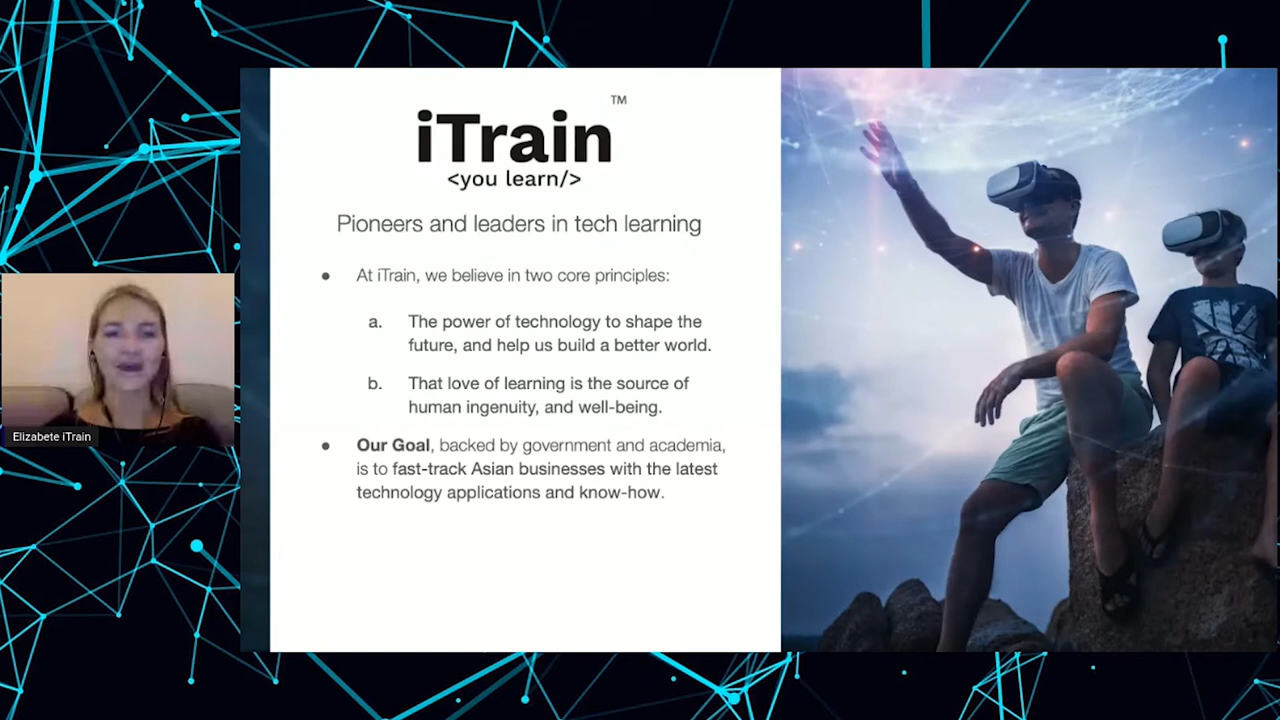 iTrain
TM
<you learn/>
Pioneers and leaders in tech learning
• At iTrain, we believe in two core principles:
a. The power of technology to shape the
future, and help us build a better world.
b. That love of learning is the source of
human ingenuity, and well-being.
• Our Goal, backed by government and academia,
is to fast-track Asian businesses with the latest
technology applications and know-how.
Elizabete iTrain